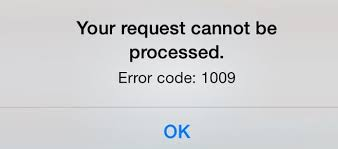 Your request cannot be
processed.
Error code: 1009
OK